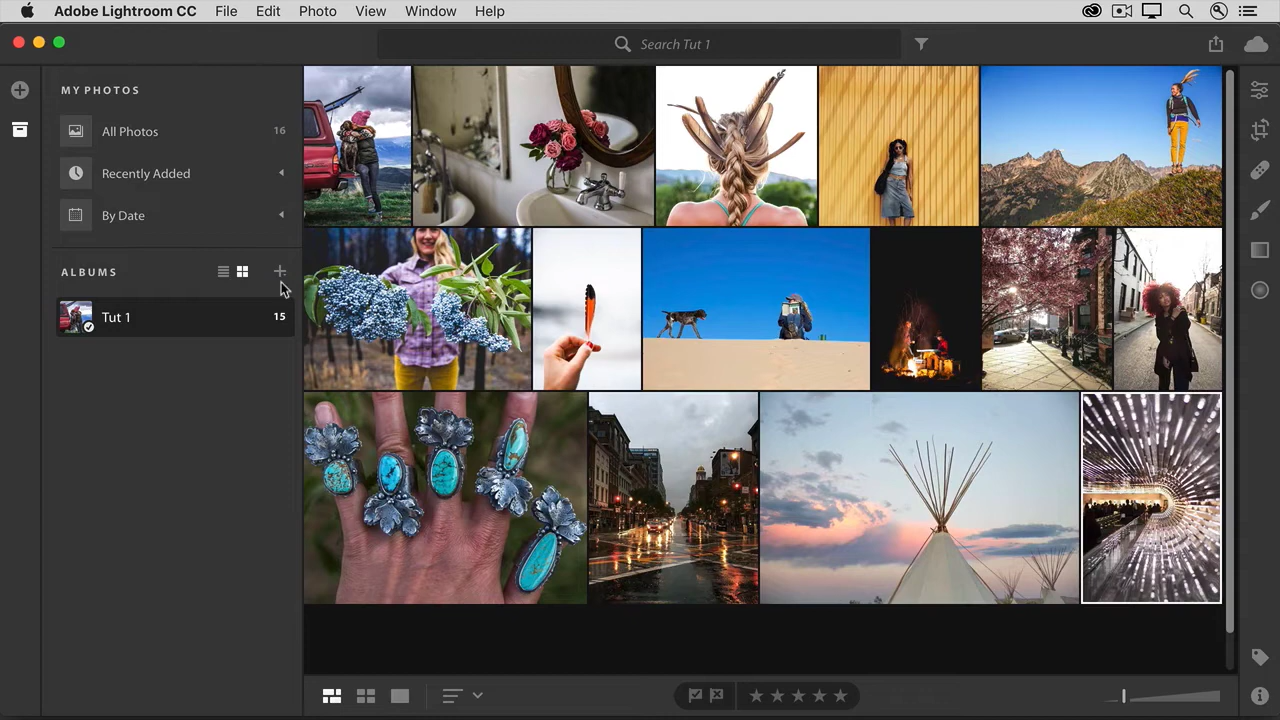 Adobe Lightroom CC File Edit Photo View Window Help
Search Tut 1
MY PHOTOS
All Photos 16
Recently Added
By Date
ALBUMS
Tut 1 15